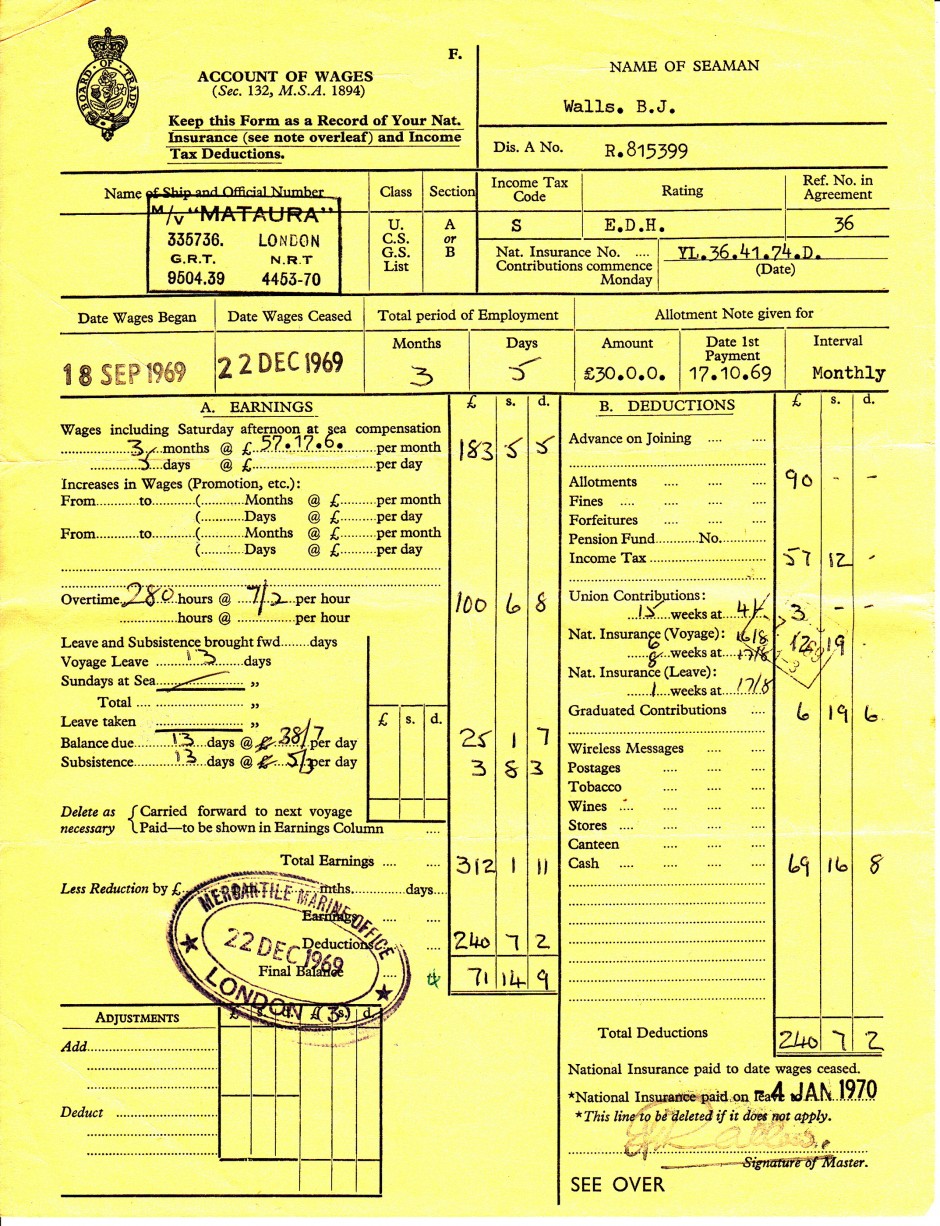 BOARD OF TRADE
F.
ACCOUNT OF WAGES
(Sec. 132, M.S.A. 1894)
Keep this Form as a Record of Your Nat.
Insurance (see note overleaf) and Income
Tax Deductions.
NAME OF SEAMAN
Walls. B.J.
Dis. A No. R.815399
Name of Ship and Official Number
M/V "MATAURA"
335736. LONDON
G.R.T. N.R.T
9504.39 4453-70
Class Section
U. A
C.S. or
G.S. B
List
Income Tax Code Rating Ref. No. in Agreement
S E.D.H. 36
Nat. Insurance No. .... YL.36.41.74.D.
Contributions commence (Date)
Monday
Date Wages Began Date Wages Ceased Total period of Employment Allotment Note given for
Months Days Amount Date 1st Payment Interval
18 SEP 1969 22 DEC 1969 3 5 £30.0.0. 17.10.69 Monthly
A. EARNINGS £ s. d.
Wages including Saturday afternoon at sea compensation
3 months @ £ 57.17.6. per month 183 5 5
days @ £ per day
Increases in Wages (Promotion, etc.):
From to ( Months @ £ per month
( Days @ £ per day
From to ( Months @ £ per month
( Days @ £ per day
Overtime 280 hours @ 7/2 per hour 100 6 8
hours @ per hour
Leave and Subsistence brought fwd. days
Voyage Leave 13 days
Sundays at Sea „
Total .... „
Leave taken „ £ s. d.
Balance due 13 days @ £ 38/7 per day 25 1 7
Subsistence 13 days @ £ 5/3 per day 3 8 3
Delete as necessary { Carried forward to next voyage
Paid—to be shown in Earnings Column ....
Total Earnings .... .... 312 1 11
Less Reduction by £ mths. days
Earnings .... ....
Deductions .... 240 7 2
Final Balance .... 71 14 9
MERCANTILE MARINE OFFICE
22 DEC 1969
LONDON (3)
ADJUSTMENTS £ s. d. £ s. d.
Add
Deduct
B. DEDUCTIONS £ s. d.
Advance on Joining .... ....
Allotments .... .... .... 90 - -
Fines .... .... .... ....
Forfeitures .... .... ....
Pension Fund No.
Income Tax .... .... .... 57 12 -
Union Contributions:
15 weeks at 4/- 3 - -
Nat. Insurance (Voyage): 6 16/8 12 19 -
8 weeks at 17/8
Nat. Insurance (Leave):
1 weeks at 17/8
Graduated Contributions .... 6 19 6
Wireless Messages .... ....
Postages .... .... ....
Tobacco .... .... ....
Wines .... .... .... ....
Stores .... .... .... ....
Canteen .... .... ....
Cash .... .... .... 69 16 8
Total Deductions 240 7 2
National Insurance paid to date wages ceased.
*National Insurance paid on leave to -4 JAN 1970
*This line to be deleted if it does not apply.
Signature of Master.
SEE OVER